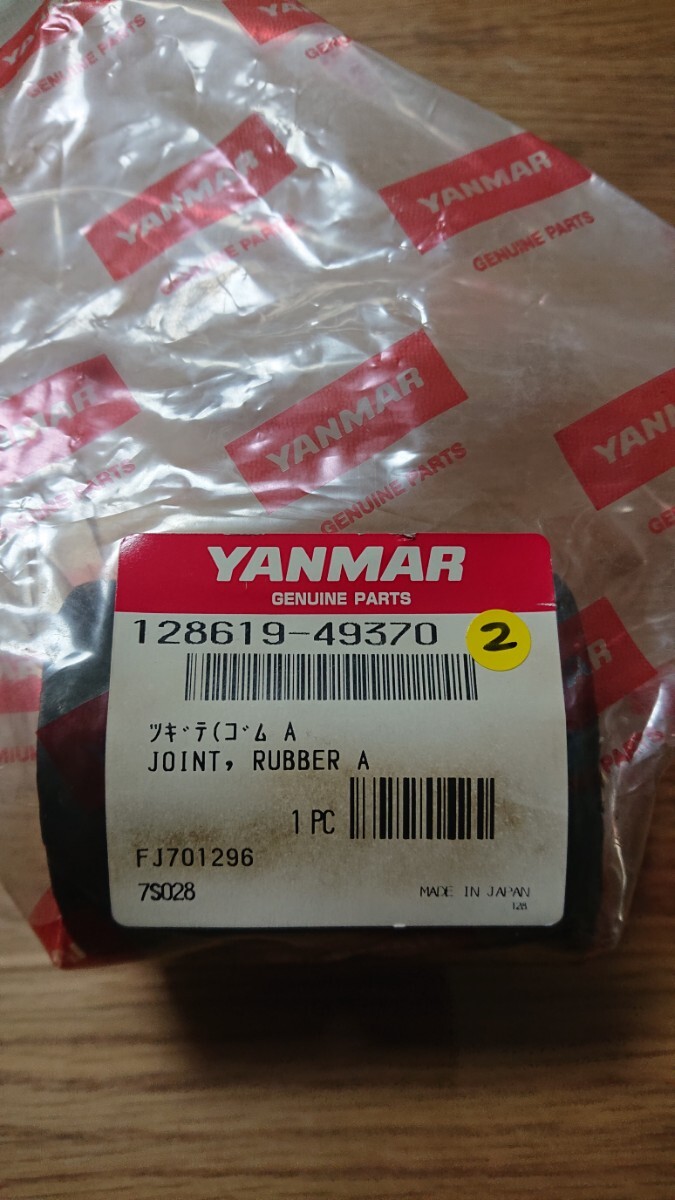 YANMAR
GENUINE PARTS
YANMAR
GENUINE PARTS
YANMAR
GENUINE PARTS
YANMAR
GENUINE PARTS
YANMAR
GENUINE PARTS
128619-49370
2
ツギテ(ゴム A
JOINT, RUBBER A
1 PC
FJ701296
7S028
MADE IN JAPAN